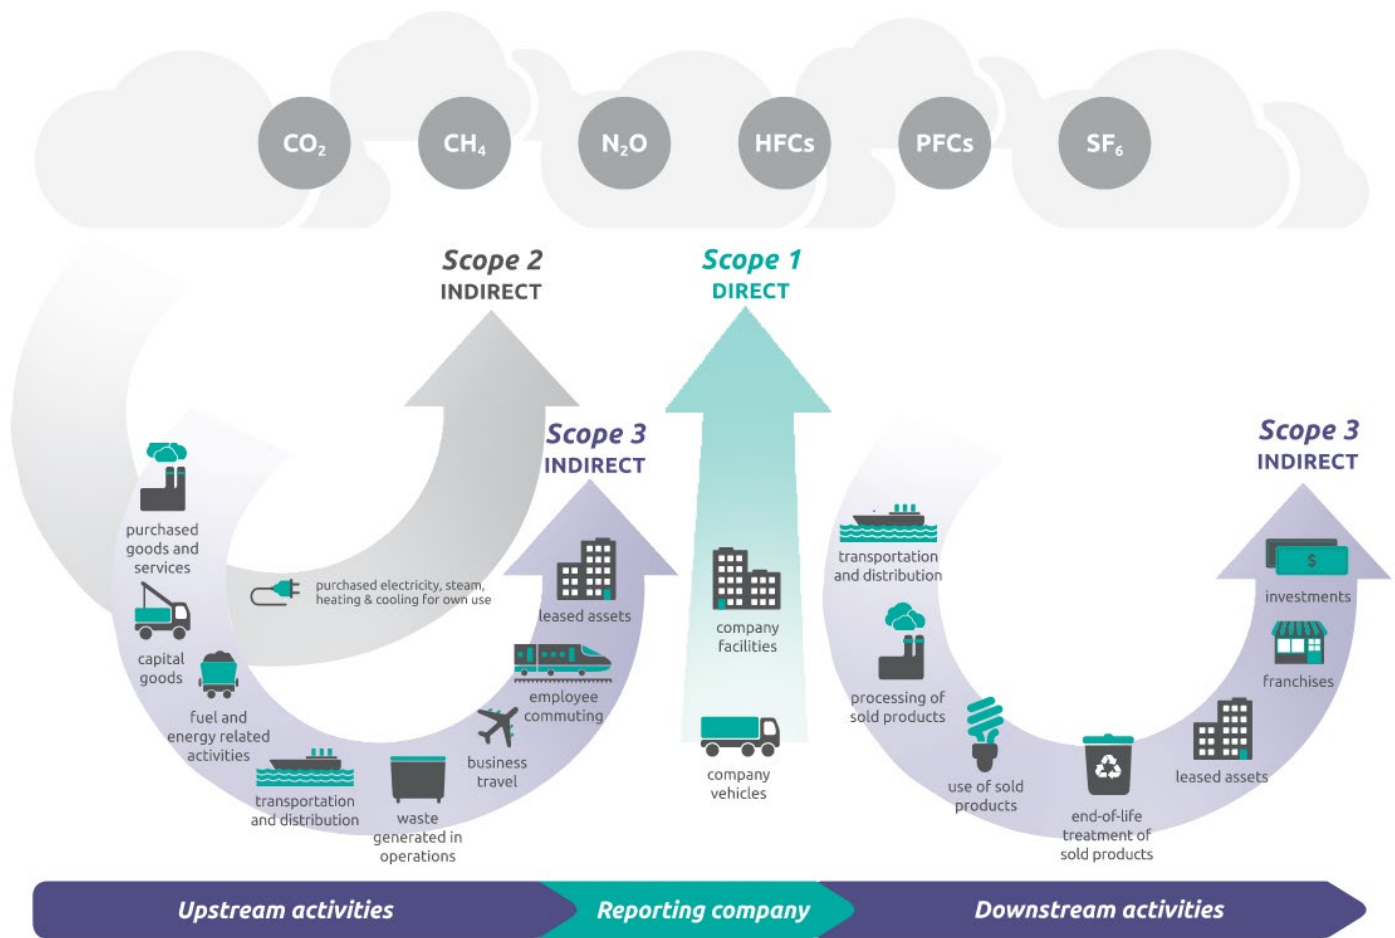 CO₂
CH₄
N₂O
HFCs
PFCs
SF₆
Scope 2
INDIRECT
Scope 1
DIRECT
Scope 3
INDIRECT
Scope 3
INDIRECT
purchased
goods and
services
capital
goods
fuel and
energy related
activities
transportation
and distribution
waste
generated in
operations
business
travel
employee
commuting
leased assets
purchased electricity, steam,
heating & cooling for own use
company
facilities
company
vehicles
transportation
and distribution
processing of
sold products
use of sold
products
end-of-life
treatment of
sold products
leased assets
franchises
$
investments
Upstream activities
Reporting company
Downstream activities